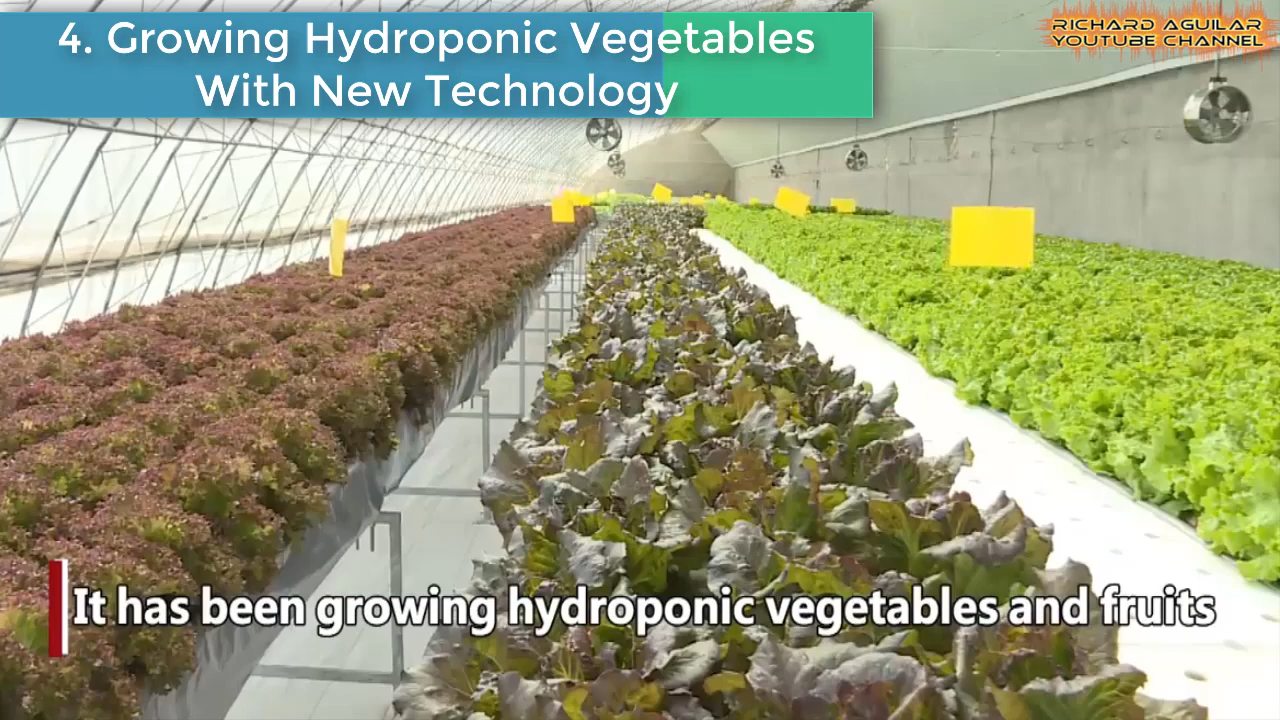 4. Growing Hydroponic Vegetables
With New Technology
RICHARD AGUILAR
YOUTUBE CHANNEL
It has been growing hydroponic vegetables and fruits